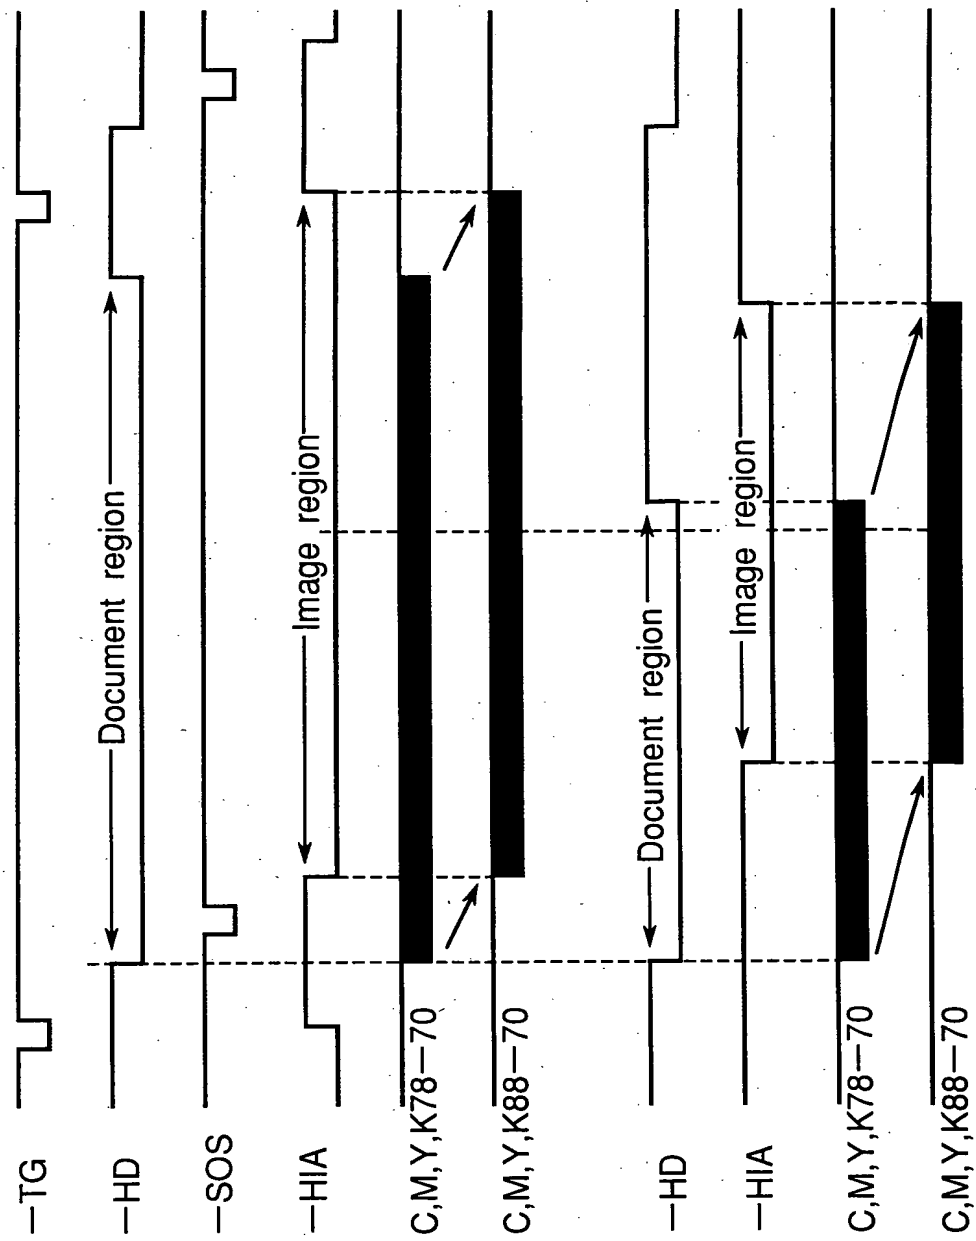 —TG
—HD
Document region
—SOS
—HIA
Image region
C,M,Y,K78—70
C,M,Y,K88—70
—HD
Document region
—HIA
Image region
C,M,Y,K78—70
C,M,Y,K88—70